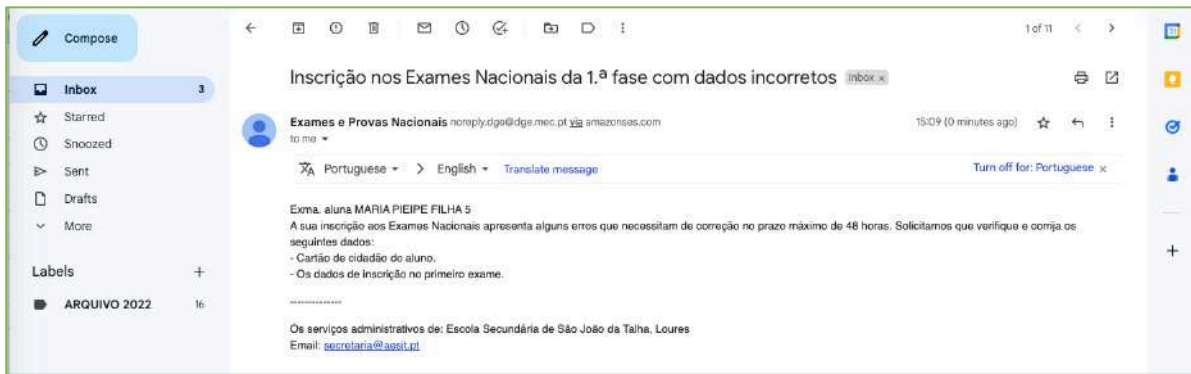 Compose
1 of 11
Inscrição nos Exames Nacionais da 1.ª fase com dados incorretos Inbox x
Inbox 3
Starred
Exames e Provas Nacionais noreply.dge@dge.mec.pt via amazonses.com 15:09 (0 minutes ago)
to me
Snoozed
Sent
Portuguese > English Translate message Turn off for: Portuguese x
Drafts
Exma. aluna MARIA PIEIPE FILHA 5
More
A sua inscrição aos Exames Nacionais apresenta alguns erros que necessitam de correção no prazo máximo de 48 horas. Solicitamos que verifique e corrija os
seguintes dados:
- Cartão de cidadão do aluno.
Labels +
- Os dados de inscrição no primeiro exame.
ARQUIVO 2022 16
--------------
Os serviços administrativos de: Escola Secundária de São João da Talha, Loures
Email: